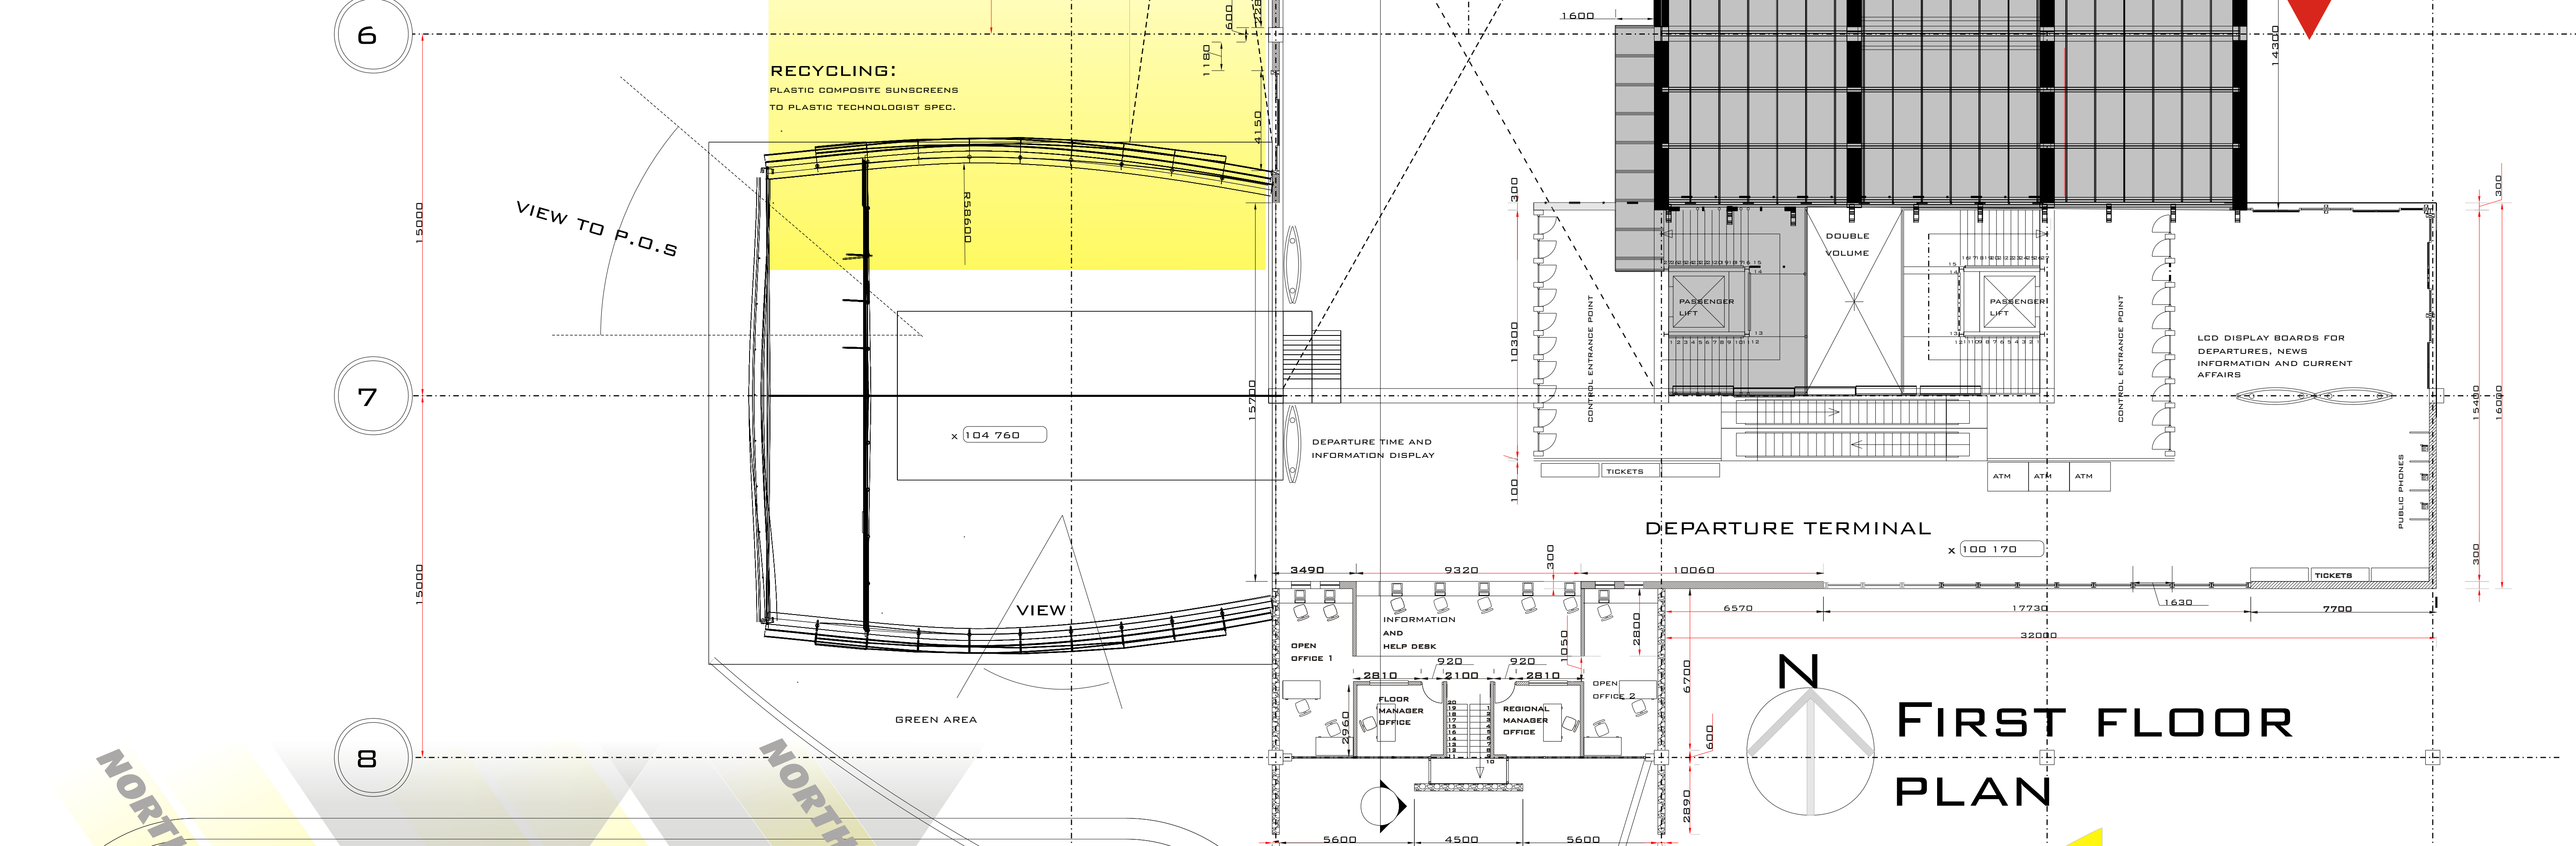 6
RECYCLING:
PLASTIC COMPOSITE SUNSCREENS
TO PLASTIC TECHNOLOGIST SPEC.
600
1180
4150
1600
14300
300
300
15000
R58600
VIEW TO P.O.S
DOUBLE
VOLUME
PASSENGER
LIFT
PASSENGER
LIFT
CONTROL ENTRANCE POINT
CONTROL ENTRANCE POINT
10300
LCD DISPLAY BOARDS FOR
DEPARTURES, NEWS
INFORMATION AND CURRENT
AFFAIRS
7
15700
15400
16000
x 104 760
DEPARTURE TIME AND
INFORMATION DISPLAY
TICKETS
ATM
ATM
ATM
100
PUBLIC PHONES
DEPARTURE TERMINAL
x 100 170
300
300
3490
9320
10060
TICKETS
15000
VIEW
6570
17730
1630
7700
32000
INFORMATION
AND
HELP DESK
OPEN
OFFICE 1
1050
2800
920
920
2810
2100
2810
OPEN
OFFICE 2
6700
FLOOR
MANAGER
OFFICE
REGIONAL
MANAGER
OFFICE
2960
GREEN AREA
N
FIRST FLOOR
PLAN
8
600
2890
NORTH
NORTH
5600
4500
5600